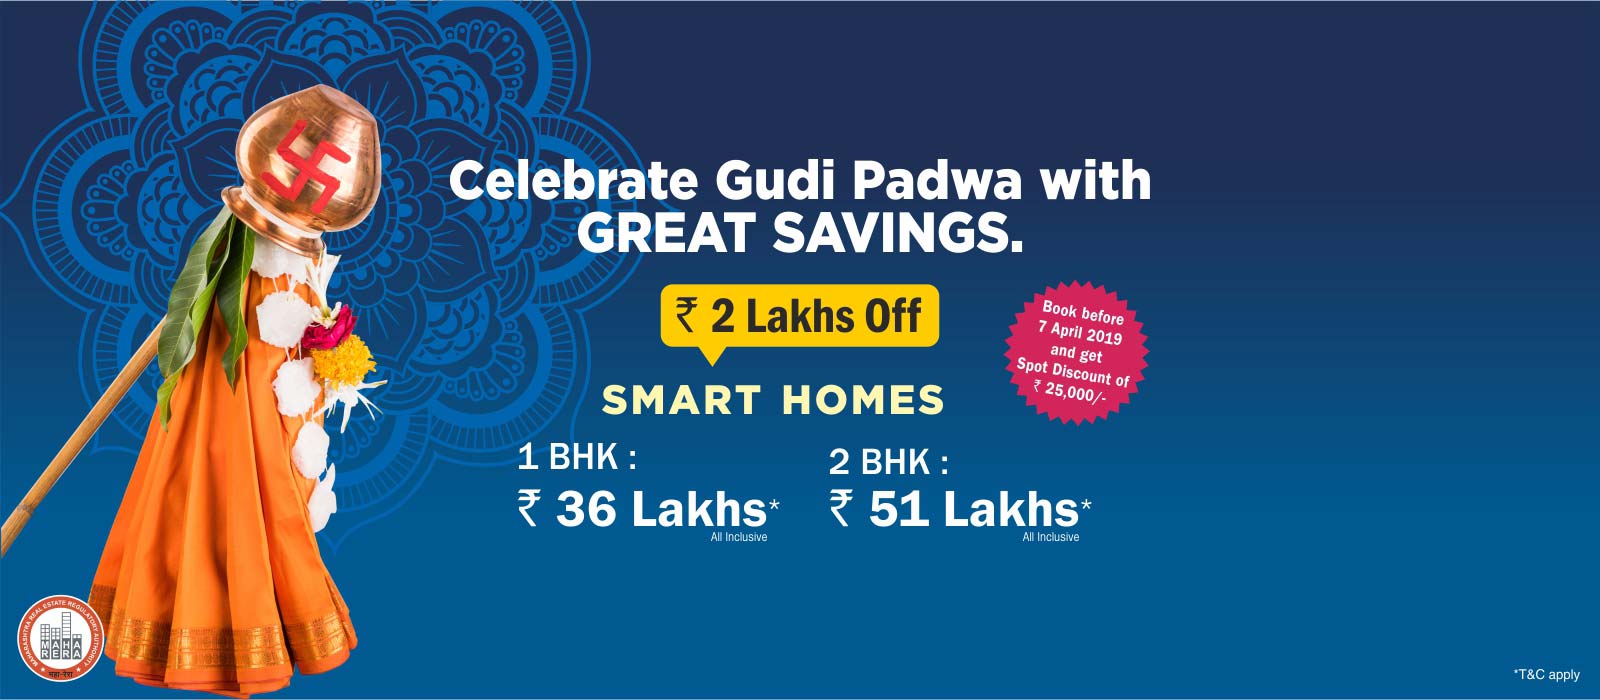 Celebrate Gudi Padwa with
GREAT SAVINGS.
₹ 2 Lakhs Off
Book before
7 April 2019
and get
Spot Discount of
₹ 25,000/-
SMART HOMES
1 BHK :
₹ 36 Lakhs*
All Inclusive
2 BHK :
₹ 51 Lakhs*
All Inclusive
MAHARASHTRA REAL ESTATE REGULATORY AUTHORITY
MAHA
RERA
महा-रेरा
*T&C apply